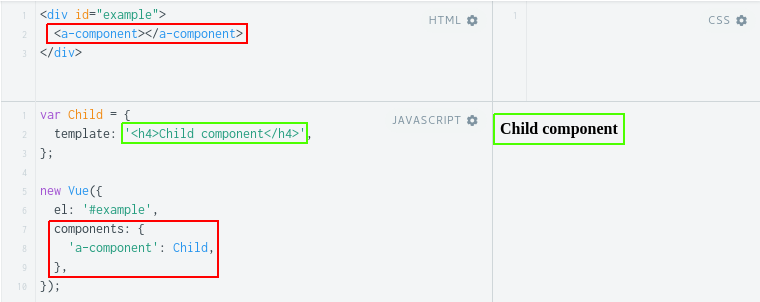 1 <div id="example">
2   <a-component></a-component>
3 </div>
HTML
1
CSS
1 var Child = {
2   template: '<h4>Child component</h4>',
3 };
4
5 new Vue({
6   el: '#example',
7   components: {
8     'a-component': Child,
9   },
10 });
JAVASCRIPT
Child component